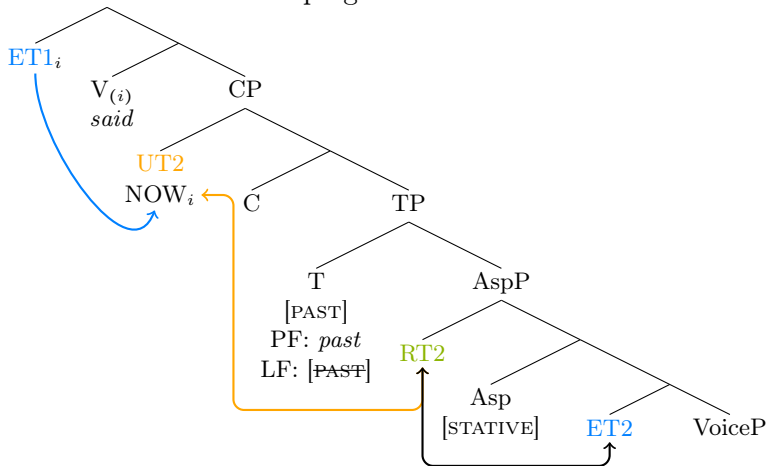 ET1i
V(i)
said
CP
UT2
NOWi
C
TP
T
[PAST]
PF: past
LF: [PAST]
AspP
RT2
Asp
[STATIVE]
ET2
VoiceP